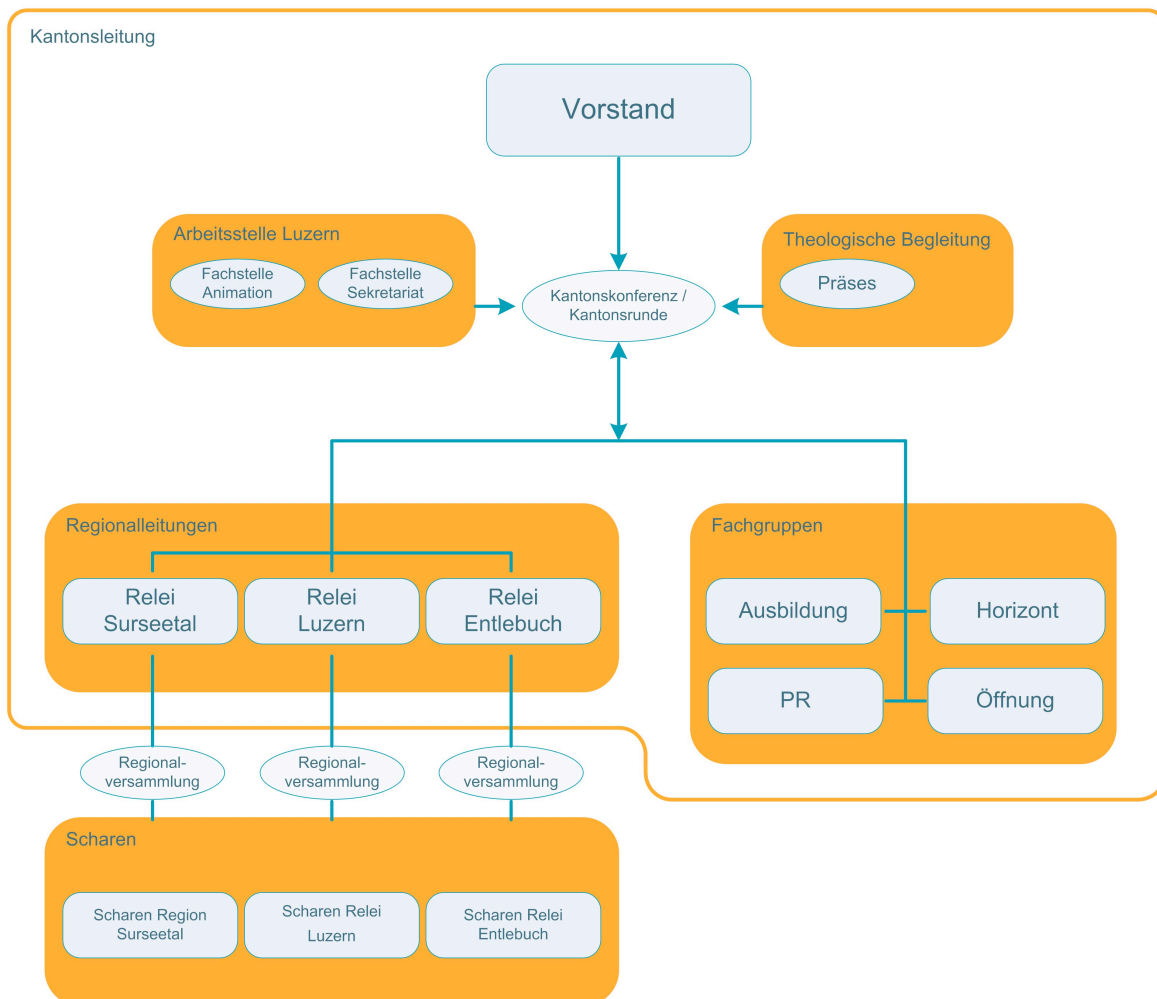 Kantonsleitung
Vorstand
Arbeitsstelle Luzern
Fachstelle
Animation
Fachstelle
Sekretariat
Kantonskonferenz /
Kantonsrunde
Theologische Begleitung
Präses
Regionalleitungen
Relei
Surseetal
Relei
Luzern
Relei
Entlebuch
Fachgruppen
Ausbildung
Horizont
PR
Öffnung
Regional-
versammlung
Regional-
versammlung
Regional-
versammlung
Scharen
Scharen Region
Surseetal
Scharen Relei
Luzern
Scharen Relei
Entlebuch